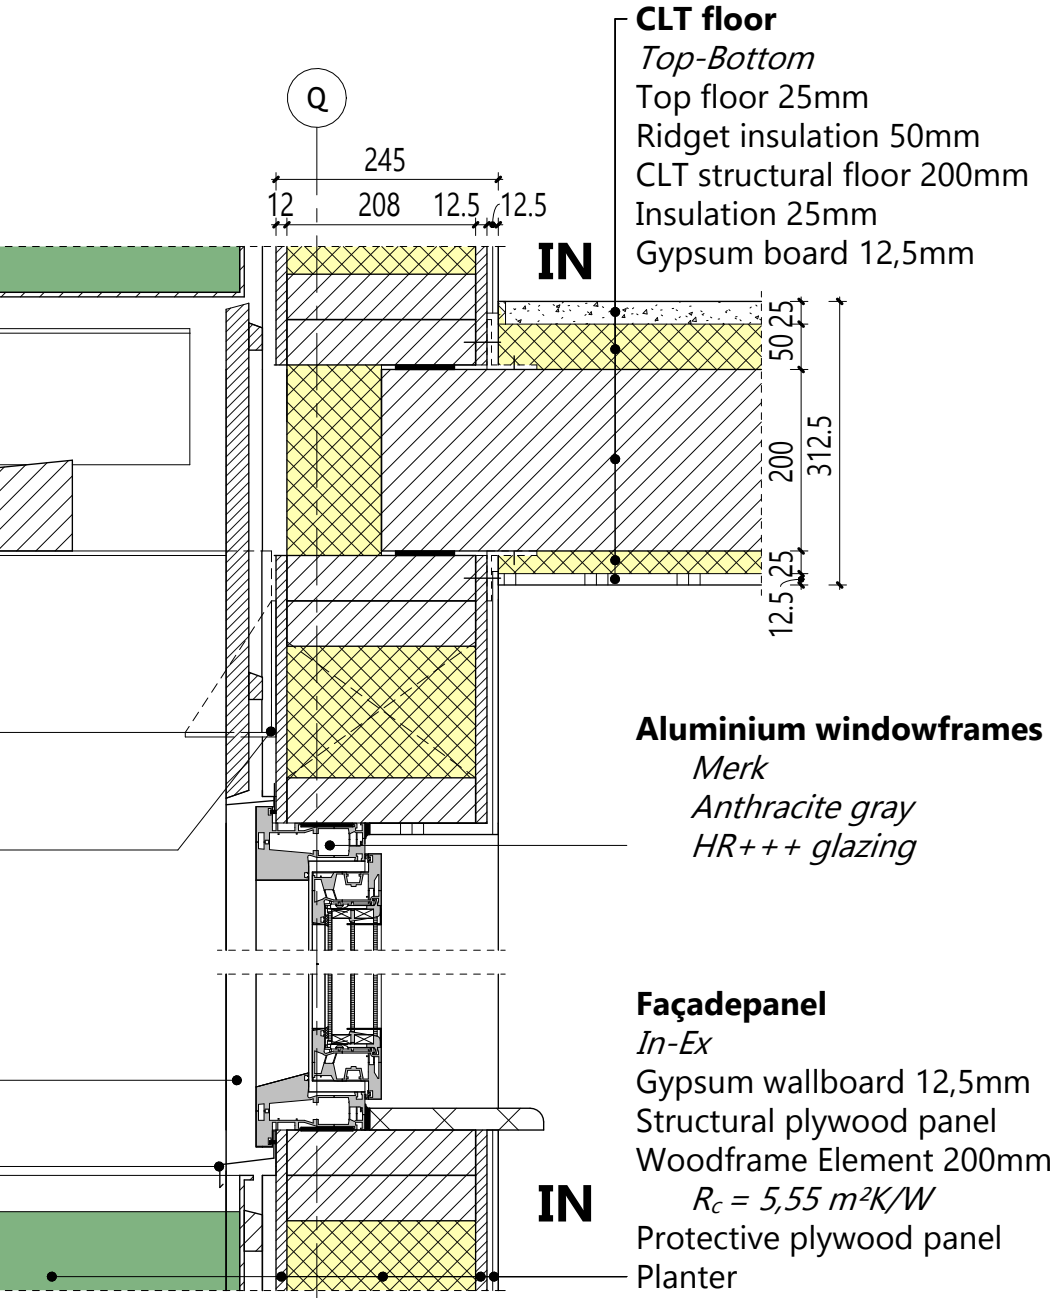 CLT floor
Top-Bottom
Top floor 25mm
Ridget insulation 50mm
CLT structural floor 200mm
Insulation 25mm
Gypsum board 12,5mm
Q
245
12 208 12.5 12.5
IN
25
50
200
312.5
25
12.5
Aluminium windowframes
Merk
Anthracite gray
HR+++ glazing
Façadepanel
In-Ex
Gypsum wallboard 12,5mm
Structural plywood panel
Woodframe Element 200mm
Rc = 5,55 m²K/W
IN
Protective plywood panel
Planter